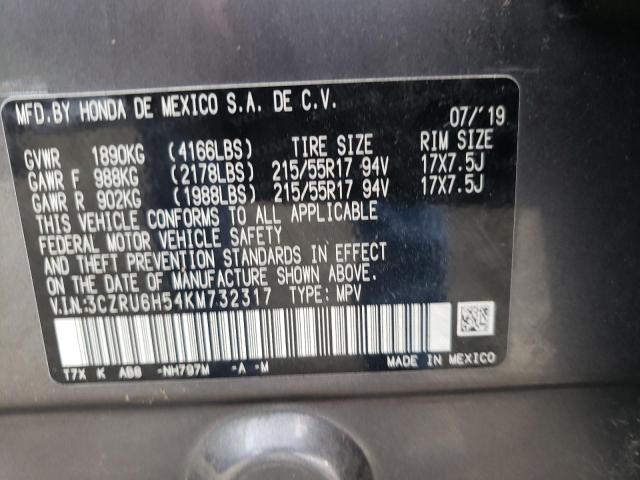 MFD.BY HONDA DE MEXICO S.A. DE C.V. 07/'19
GVWR 1890KG (4166LBS) TIRE SIZE RIM SIZE
GAWR F 988KG (2178LBS) 215/55R17 94V 17X7.5J
GAWR R 902KG (1988LBS) 215/55R17 94V 17X7.5J
THIS VEHICLE CONFORMS TO ALL APPLICABLE
FEDERAL MOTOR VEHICLE SAFETY
AND THEFT PREVENTION STANDARDS IN EFFECT
ON THE DATE OF MANUFACTURE SHOWN ABOVE.
V.I.N:3CZRU6H54KM732317 TYPE: MPV
T7X K AB8 -NH797M -A -M MADE IN MEXICO